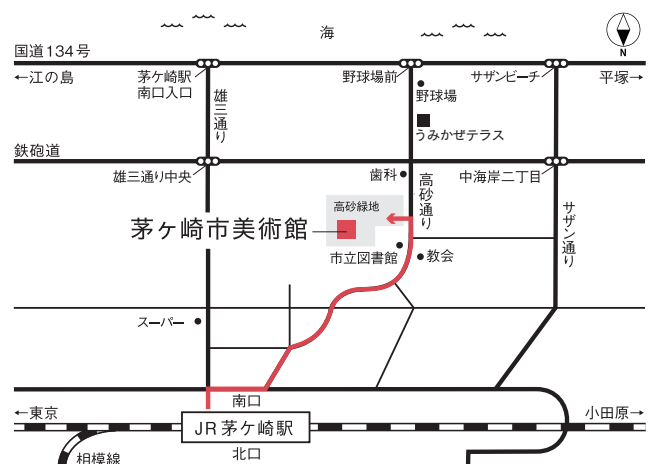 海
国道134号
N
←江の島
茅ケ崎駅
南口入口
野球場前
サザンビーチ
平塚→
雄三通り
野球場
うみかぜテラス
鉄砲道
雄三通り中央
歯科
高砂通り
中海岸二丁目
高砂緑地
サザン通り
茅ヶ崎市美術館
市立図書館
教会
スーパー
南口
←東京
JR茅ケ崎駅
小田原→
北口
相模線